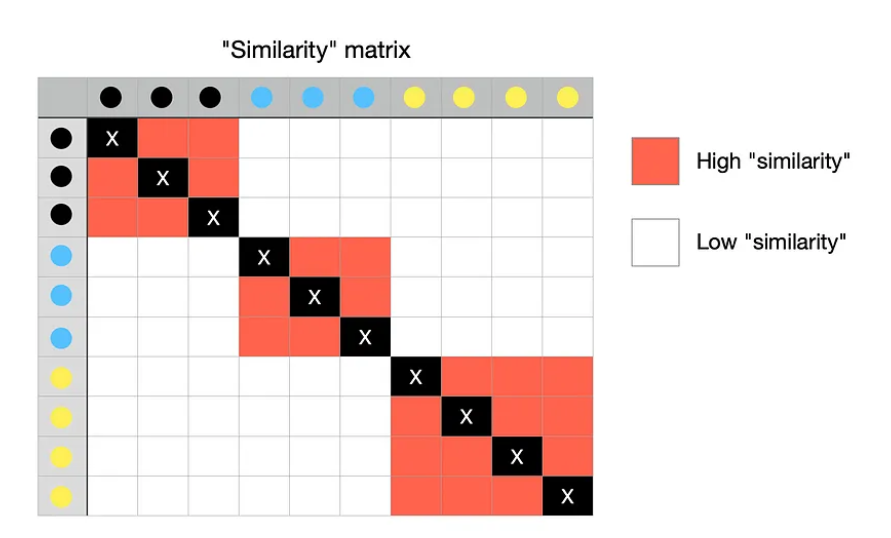 "Similarity" matrix
X
X
High "similarity"
X
Low "similarity"
X
X
X
X
X
X
X